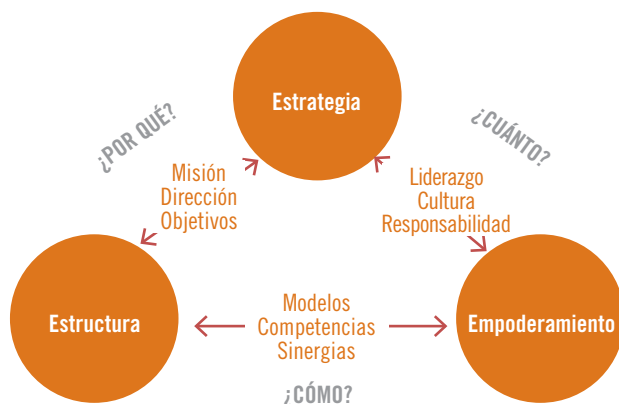 Estrategia
¿POR QUÉ?
¿CUÁNTO?
Misión
Dirección
Objetivos
Liderazgo
Cultura
Responsabilidad
Estructura
Modelos
Competencias
Sinergias
Empoderamiento
¿CÓMO?